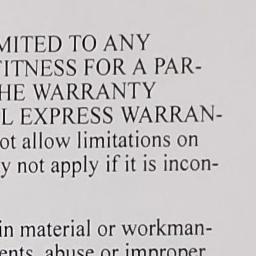 MITED TO ANY
FITNESS FOR A PAR-
HE WARRANTY
L EXPRESS WARRAN-
ot allow limitations on
y not apply if it is incon-
in material or workman-
ents, abuse or improper